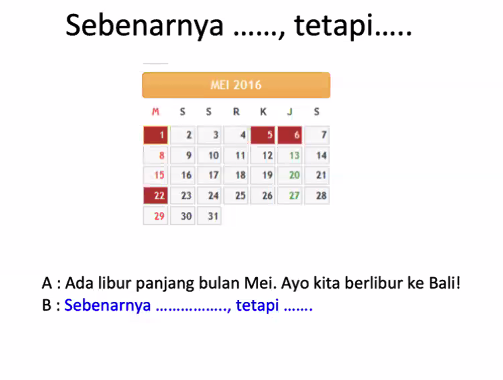 Sebenarnya ……, tetapi…..
MEI 2016
M S S R K J S
1 2 3 4 5 6 7
8 9 10 11 12 13 14
15 16 17 18 19 20 21
22 23 24 25 26 27 28
29 30 31
A : Ada libur panjang bulan Mei. Ayo kita berlibur ke Bali!
B : Sebenarnya …………….., tetapi …….